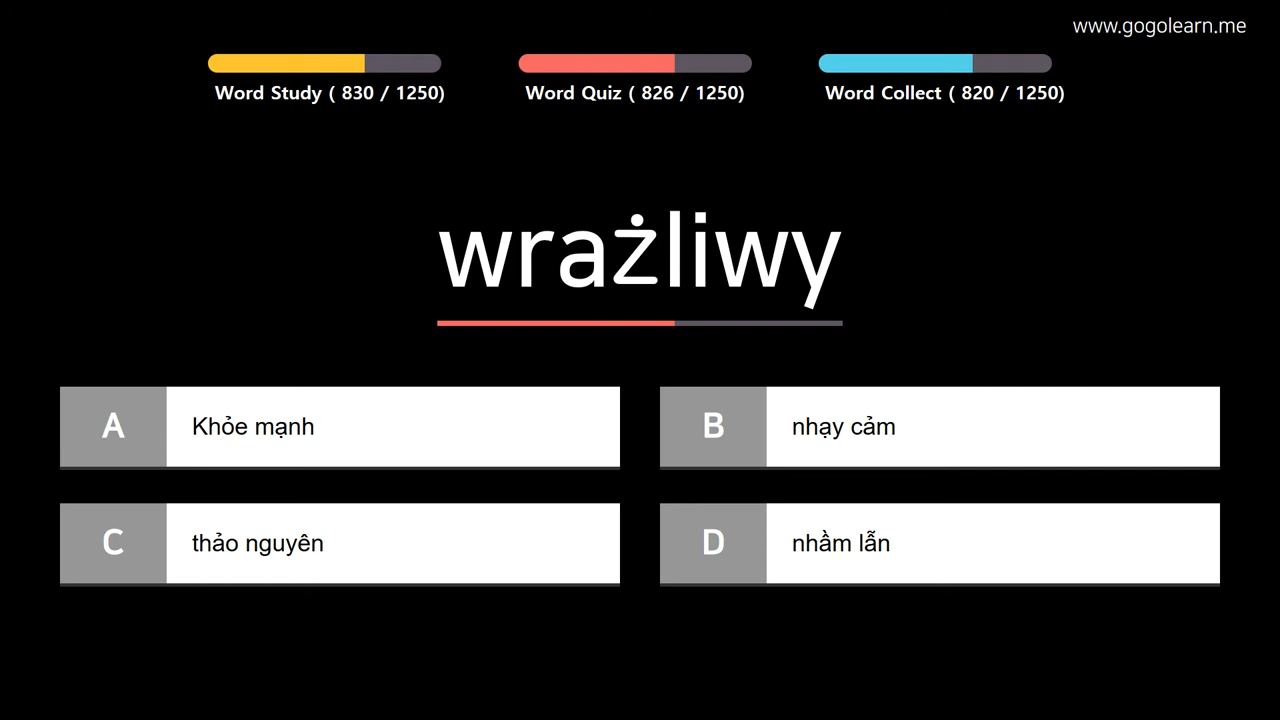 www.gogolearn.me
Word Study ( 830 / 1250)
Word Quiz ( 826 / 1250)
Word Collect ( 820 / 1250)
wrażliwy
A Khỏe mạnh
B nhạy cảm
C thảo nguyên
D nhầm lẫn